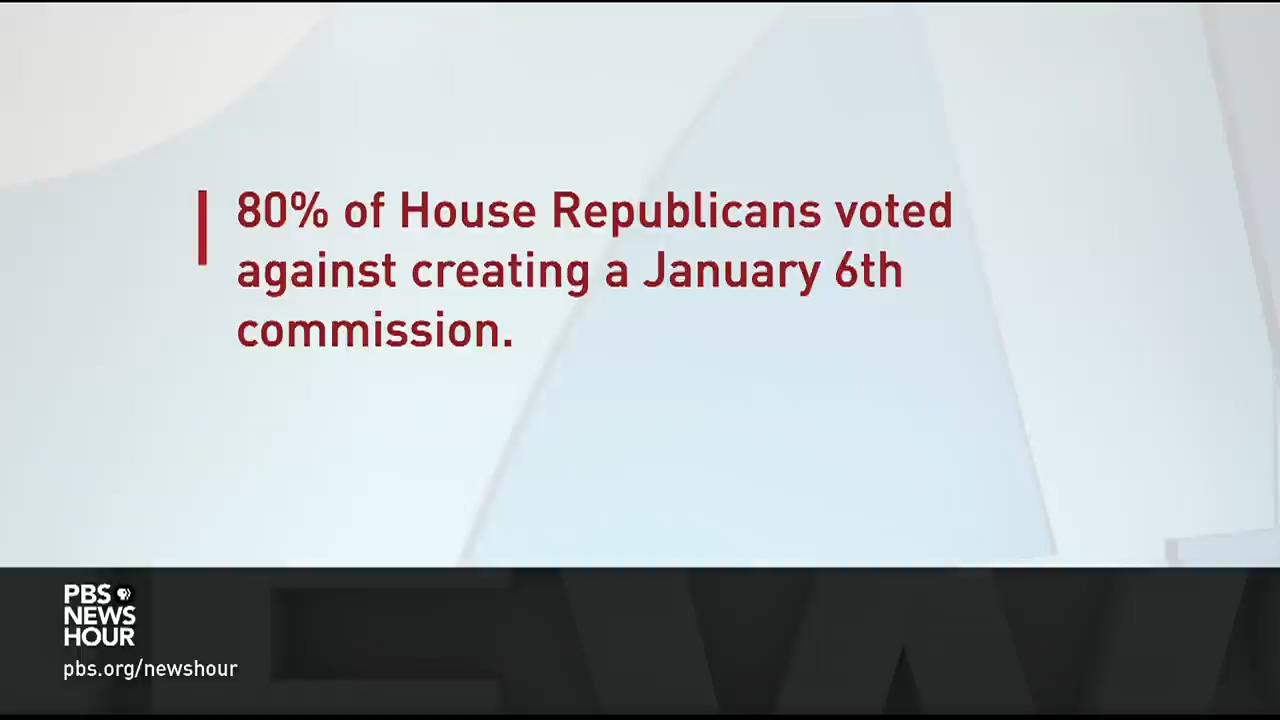 80% of House Republicans voted
against creating a January 6th
commission.
PBS
NEWS
HOUR
pbs.org/newshour